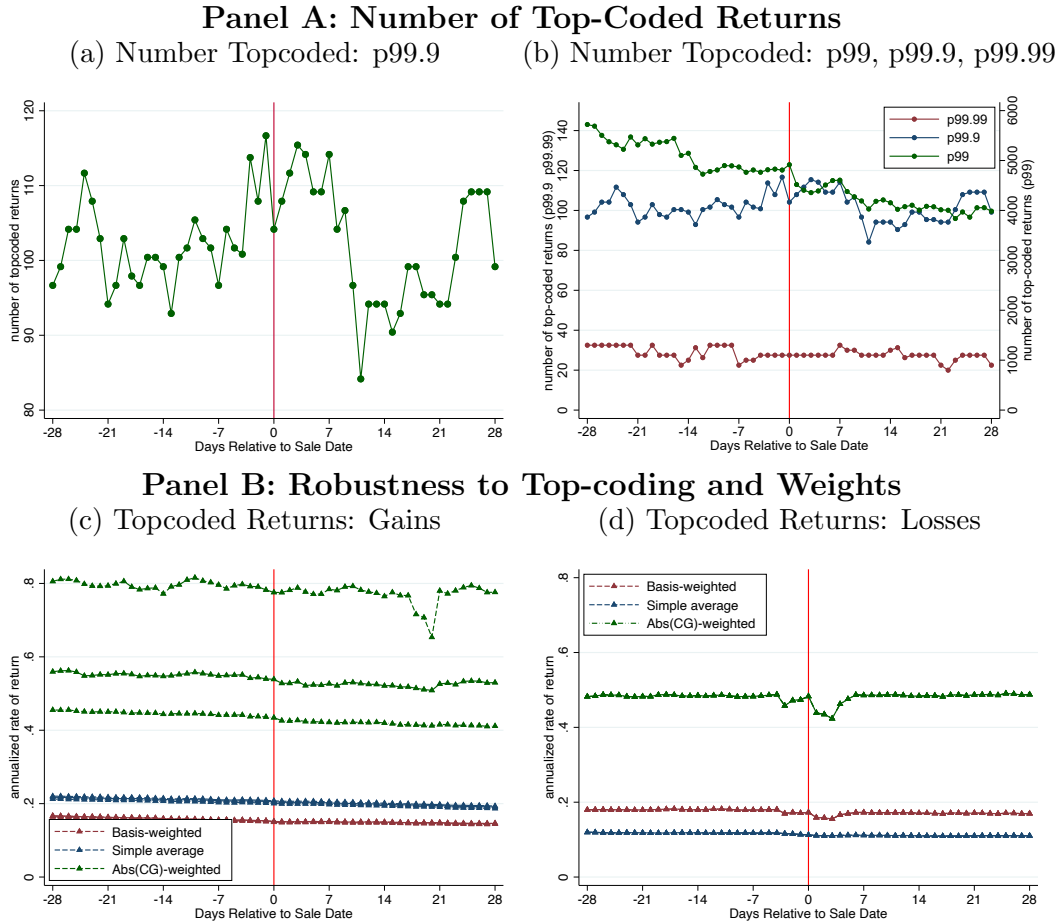 Panel A: Number of Top-Coded Returns
(a) Number Topcoded: p99.9
(b) Number Topcoded: p99, p99.9, p99.99
number of topcoded returns
80
90
100
110
120
-28
-21
-14
-7
0
7
14
21
28
Days Relative to Sale Date
number of top-coded returns (p99.9 p99.99)
0
20
40
60
80
100
120
140
number of top-coded returns (p99)
0
1000
2000
3000
4000
5000
6000
p99.99
p99.9
p99
-28
-21
-14
-7
0
7
14
21
28
Days Relative to Sale Date
Panel B: Robustness to Top-coding and Weights
(c) Topcoded Returns: Gains
(d) Topcoded Returns: Losses
annualized rate of return
0
.2
.4
.6
.8
Basis-weighted
Simple average
Abs(CG)-weighted
-28
-21
-14
-7
0
7
14
21
28
Days Relative to Sale Date
annualized rate of return
0
.2
.4
.6
.8
Basis-weighted
Simple average
Abs(CG)-weighted
-28
-21
-14
-7
0
7
14
21
28
Days Relative to Sale Date